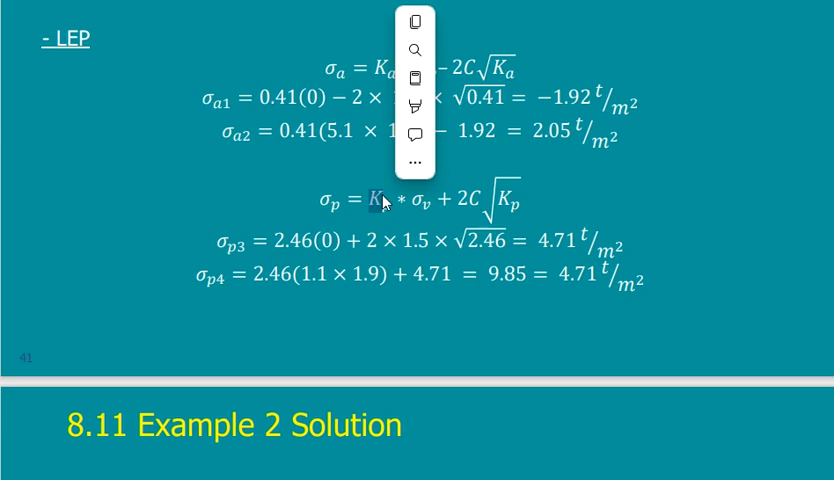 - LEP
σₐ = Kₐ – 2C√Kₐ
σₐ₁ = 0.41(0) − 2 × × √0.41 = −1.92 t/m²
σₐ₂ = 0.41(5.1 × 1 − 1.92 = 2.05 t/m²
σₚ = K ∗ σᵥ + 2C√Kₚ
σₚ₃ = 2.46(0) + 2 × 1.5 × √2.46 = 4.71 t/m²
σₚ₄ = 2.46(1.1 × 1.9) + 4.71 = 9.85 = 4.71 t/m²
41
8.11 Example 2 Solution